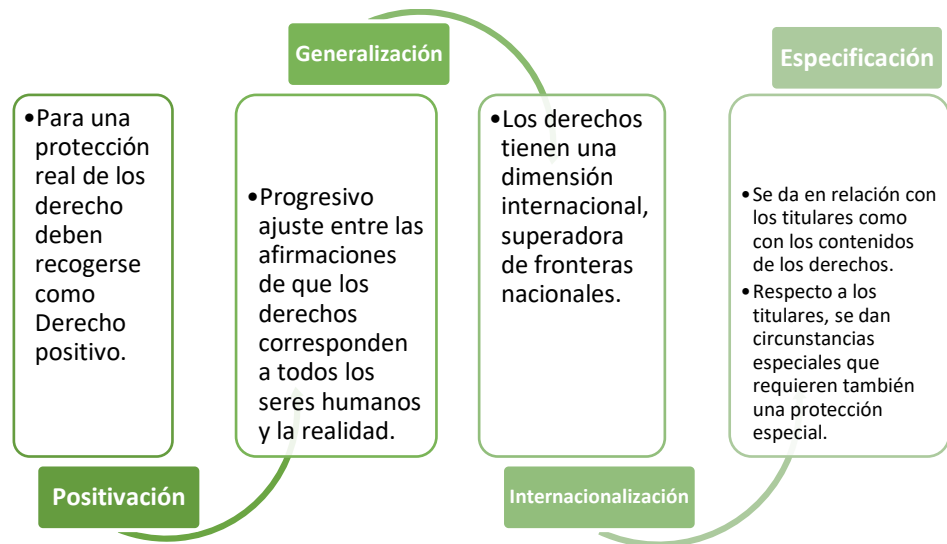 •Para una
protección
real de los
derecho
deben
recogerse
como
Derecho
positivo.
Positivación
Generalización
•Progresivo
ajuste entre las
afirmaciones
de que los
derechos
corresponden
a todos los
seres humanos
y la realidad.
•Los derechos
tienen una
dimensión
internacional,
superadora
de fronteras
nacionales.
Internacionalización
Especificación
•Se da en relación con
los titulares como
con los contenidos
de los derechos.
•Respecto a los
titulares, se dan
circunstancias
especiales que
requieren también
una protección
especial.